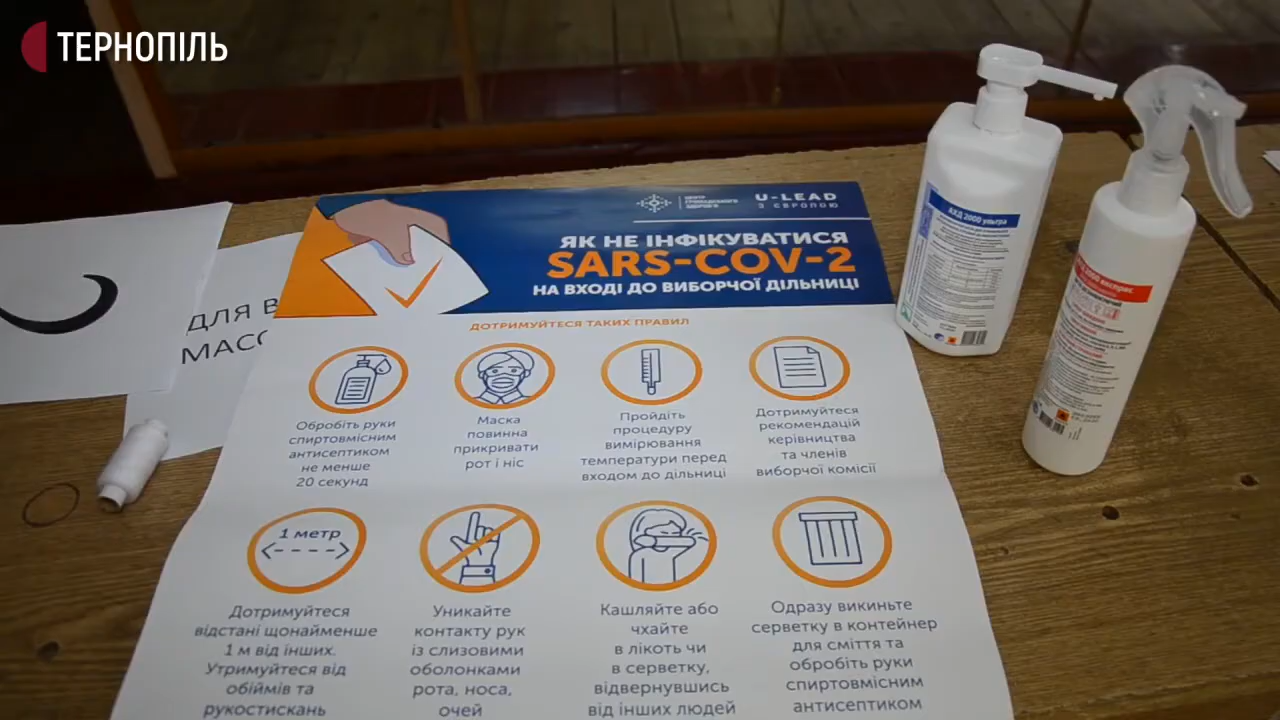 ТЕРНОПІЛЬ
ЦЕНТР
ГРОМАДСЬКОГО
ЗДОРОВ'Я
U-LEAD
З ЄВРОПОЮ
ЯК НЕ ІНФІКУВАТИСЯ
SARS-COV-2
НА ВХОДІ ДО ВИБОРЧОЇ ДІЛЬНИЦІ
ДОТРИМУЙТЕСЯ ТАКИХ ПРАВИЛ
Обробіть руки
спиртовмісним
антисептиком
не менше
20 секунд
Маска
повинна
прикривати
рот і ніс
Пройдіть
процедуру
вимірювання
температури перед
входом до дільниці
Дотримуйтеся
рекомендацій
керівництва
та членів
виборчої комісії
1 метр
Дотримуйтеся
відстані щонайменше
1 м від інших.
Утримуйтеся від
обіймів та
рукостискань
Уникайте
контакту рук
із слизовими
оболонками
рота, носа,
очей
Кашляйте або
чхайте
в лікоть чи
в серветку,
відвернувшись
від інших людей
Одразу викиньте
серветку в контейнер
для сміття та
обробіть руки
спиртовмісним
антисептиком
ДЛЯ В
МАСС
АХД 2000 ультра
2000 експрес